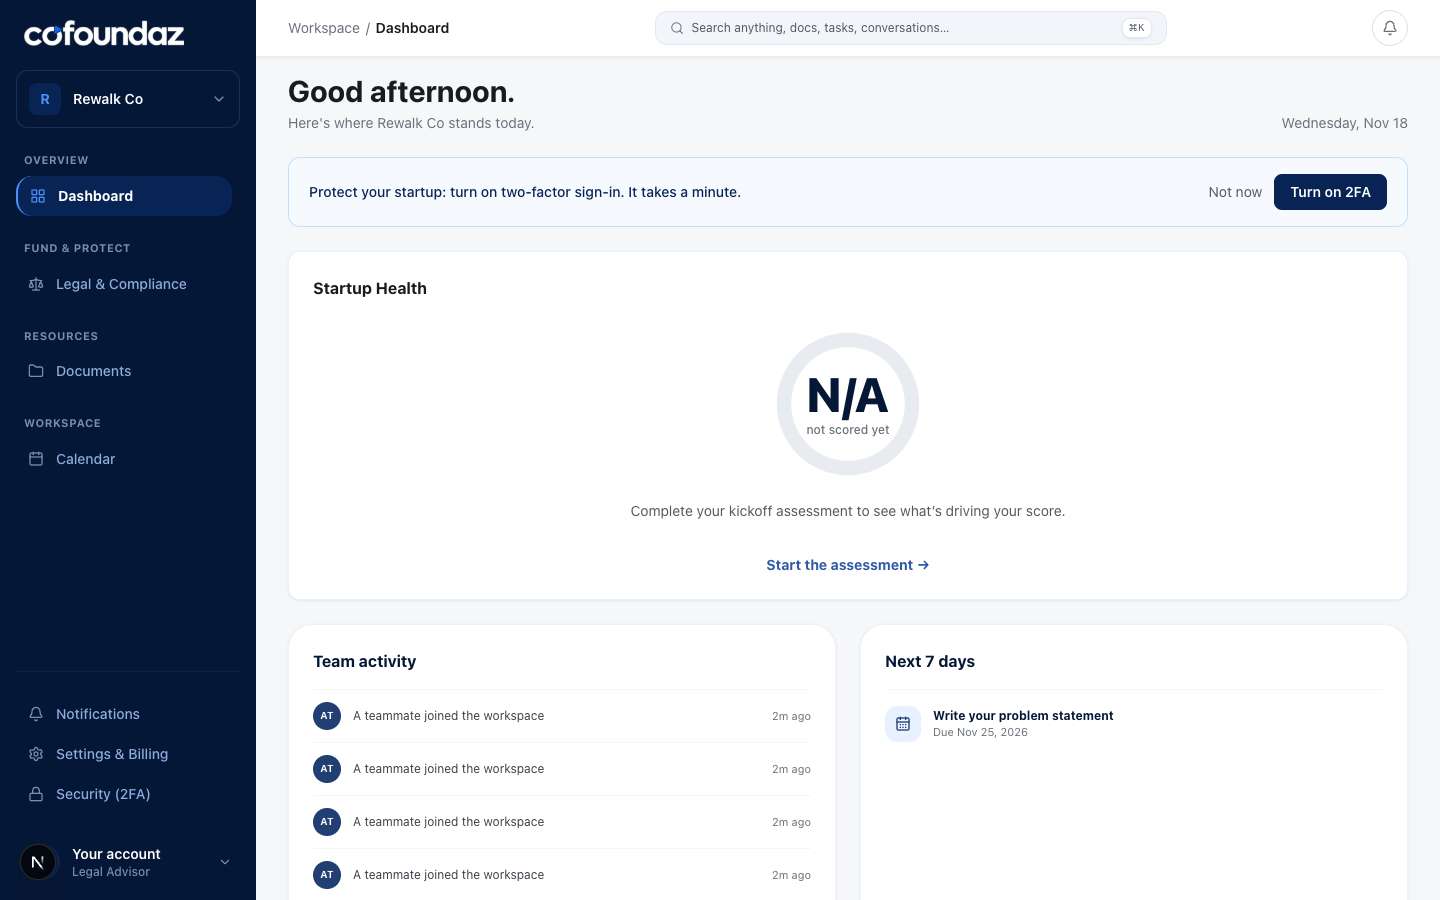 cofoundaz
R
Rewalk Co
OVERVIEW
Dashboard
FUND & PROTECT
Legal & Compliance
RESOURCES
Documents
WORKSPACE
Calendar
Notifications
Settings & Billing
Security (2FA)
N
Your account
Legal Advisor
Workspace / Dashboard
Search anything, docs, tasks, conversations...
⌘K
Good afternoon.
Here's where Rewalk Co stands today.
Wednesday, Nov 18
Protect your startup: turn on two-factor sign-in. It takes a minute.
Not now
Turn on 2FA
Startup Health
N/A
not scored yet
Complete your kickoff assessment to see what's driving your score.
Start the assessment →
Team activity
AT A teammate joined the workspace 2m ago
AT A teammate joined the workspace 2m ago
AT A teammate joined the workspace 2m ago
AT A teammate joined the workspace 2m ago
Next 7 days
Write your problem statement
Due Nov 25, 2026